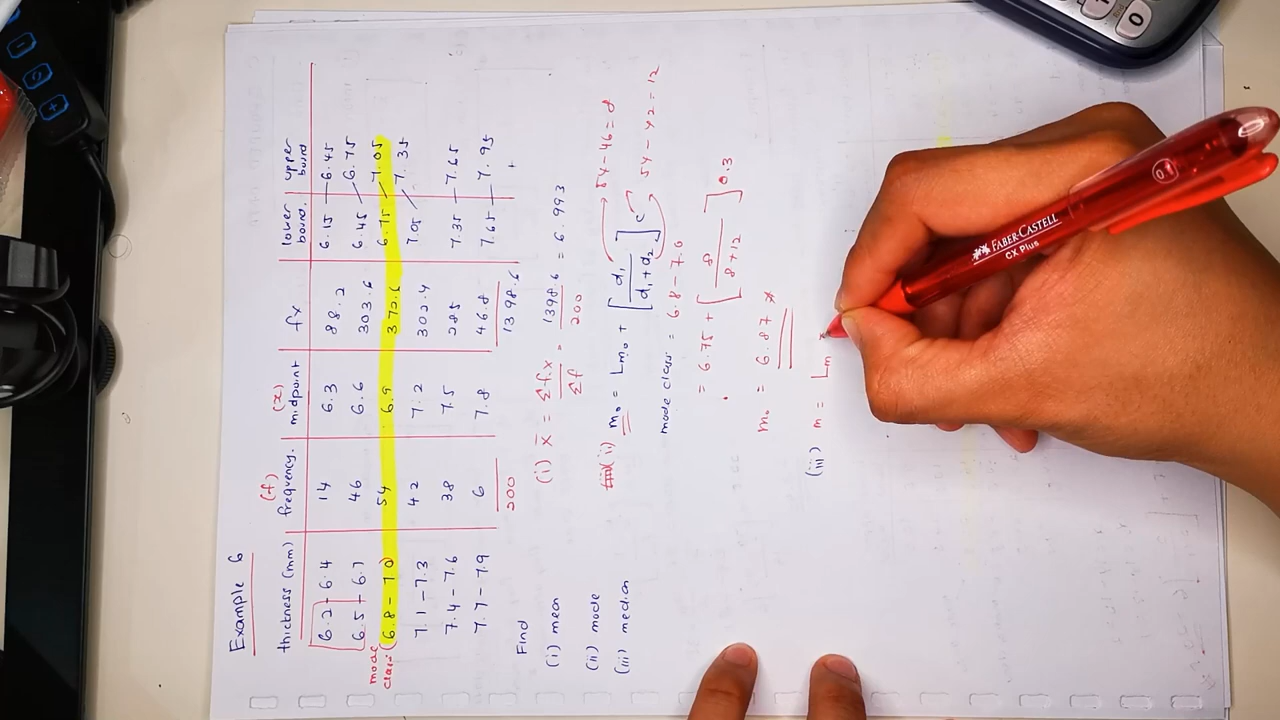 Example 6
(f) (x)
thickness (mm) frequency. midpoint fx lower bound. upper bound
6.2 - 6.4 14 6.3 88.2 6.15 - 6.45
6.5 - 6.7 46 6.6 303.6 6.45 6.75
mode class (6.8 - 7.0) 54 6.9 372.6 6.75 7.05
7.1 - 7.3 42 7.2 302.4 7.05 7.35
7.4 - 7.6 38 7.5 285 7.35 7.65
7.7 - 7.9 6 7.8 46.8 7.65 7.95
200 1398.6
Find
(i) mean (i) x̄ = Σfx / Σf = 1398.6 / 200 = 6.993
(ii) mode (ii) m₀ = Lm₀ + [d₁ / (d₁ + d₂)] c 54 - 46 = 8
(iii) median
mode class = 6.8 - 7.0 54 - 42 = 12
= 6.75 + [8 / (8+12)] 0.3
m₀ = 6.87 *
(iii) m = Lm
FABER-CASTELL
CX Plus
0